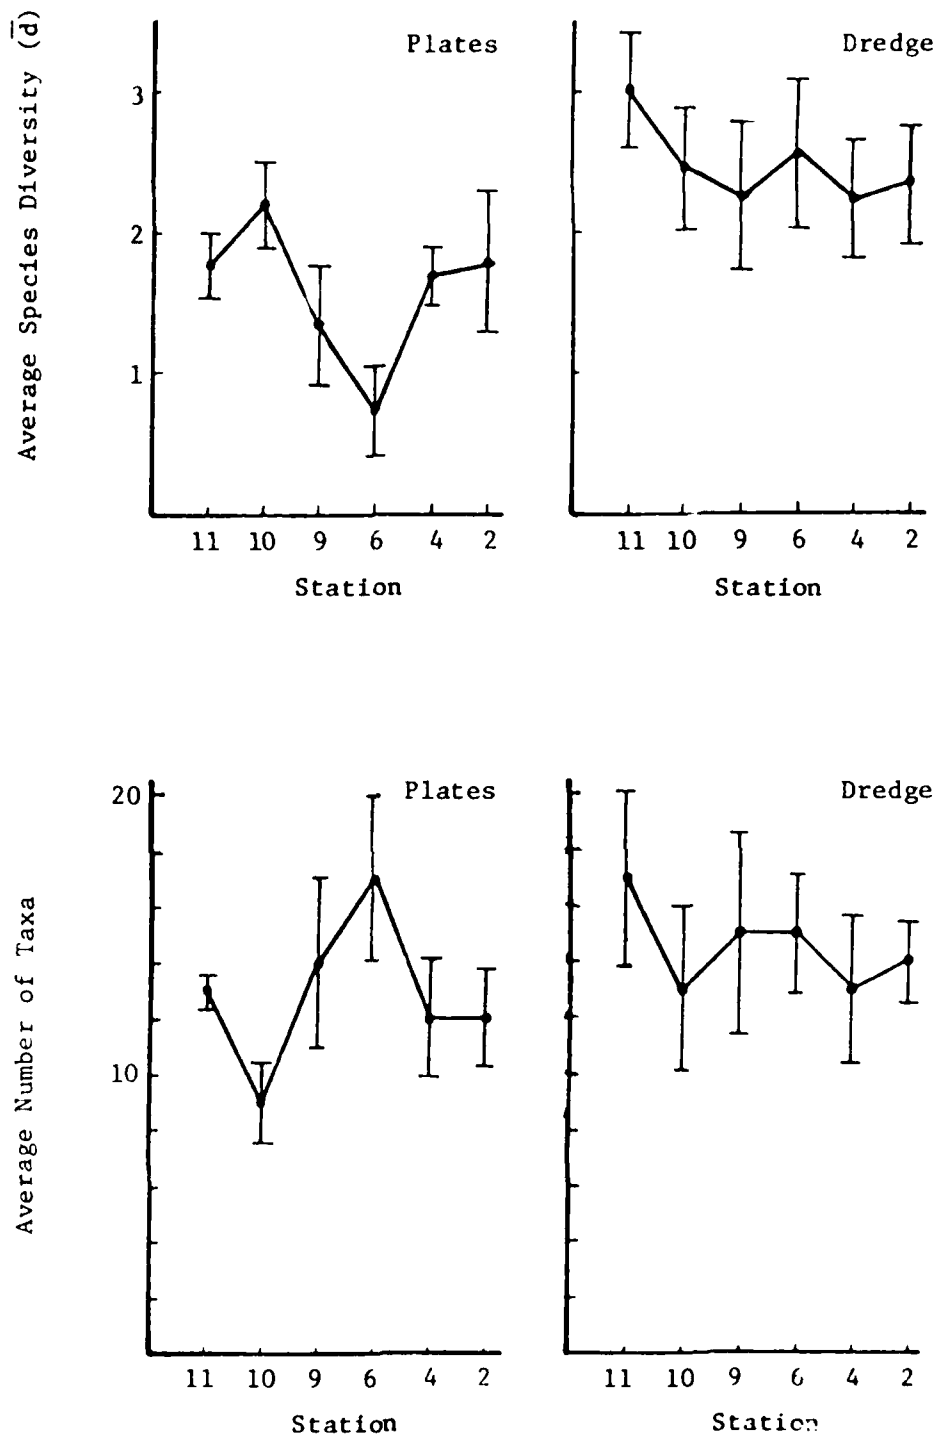 Average Species Diversity (d̅)
Plates
3
2
1
11 10 9 6 4 2
Station
Dredge
11 10 9 6 4 2
Station
Average Number of Taxa
Plates
20
10
11 10 9 6 4 2
Station
Dredge
11 10 9 6 4 2
Station